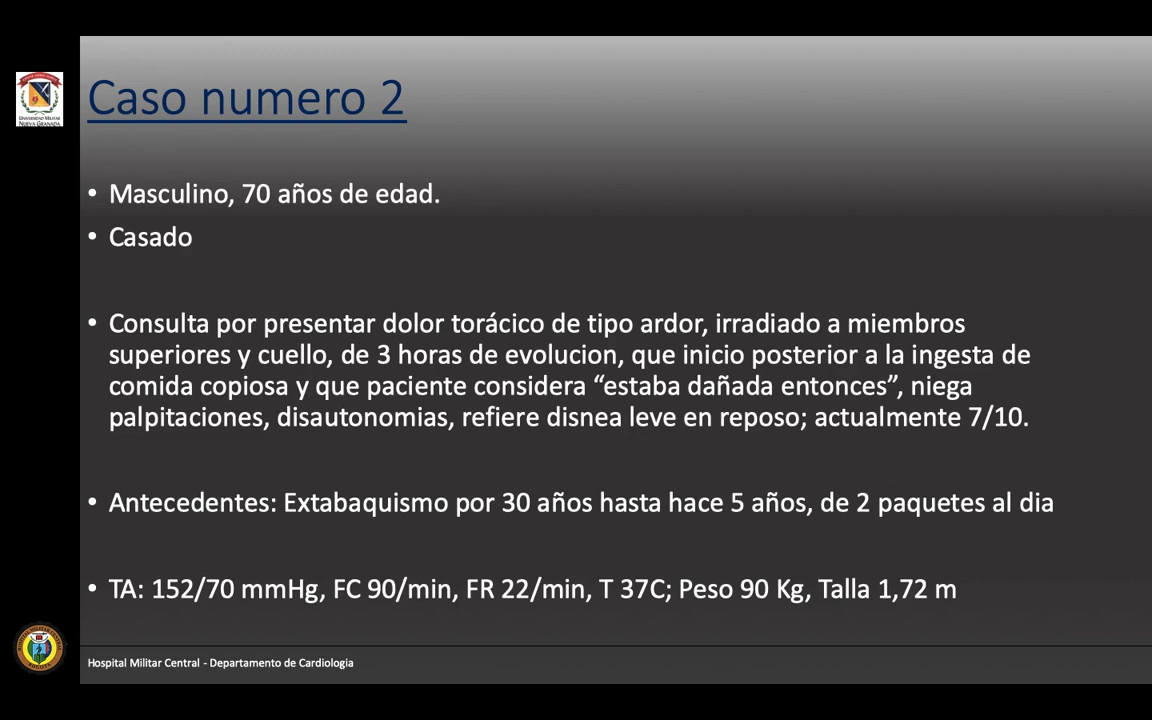 Caso numero 2
UNIVERSIDAD MILITAR
NUEVA GRANADA
• Masculino, 70 años de edad.
• Casado
• Consulta por presentar dolor torácico de tipo ardor, irradiado a miembros
superiores y cuello, de 3 horas de evolucion, que inicio posterior a la ingesta de
comida copiosa y que paciente considera “estaba dañada entonces”, niega
palpitaciones, disautonomias, refiere disnea leve en reposo; actualmente 7/10.
• Antecedentes: Extabaquismo por 30 años hasta hace 5 años, de 2 paquetes al dia
• TA: 152/70 mmHg, FC 90/min, FR 22/min, T 37C; Peso 90 Kg, Talla 1,72 m
Hospital Militar Central - Departamento de Cardiologia